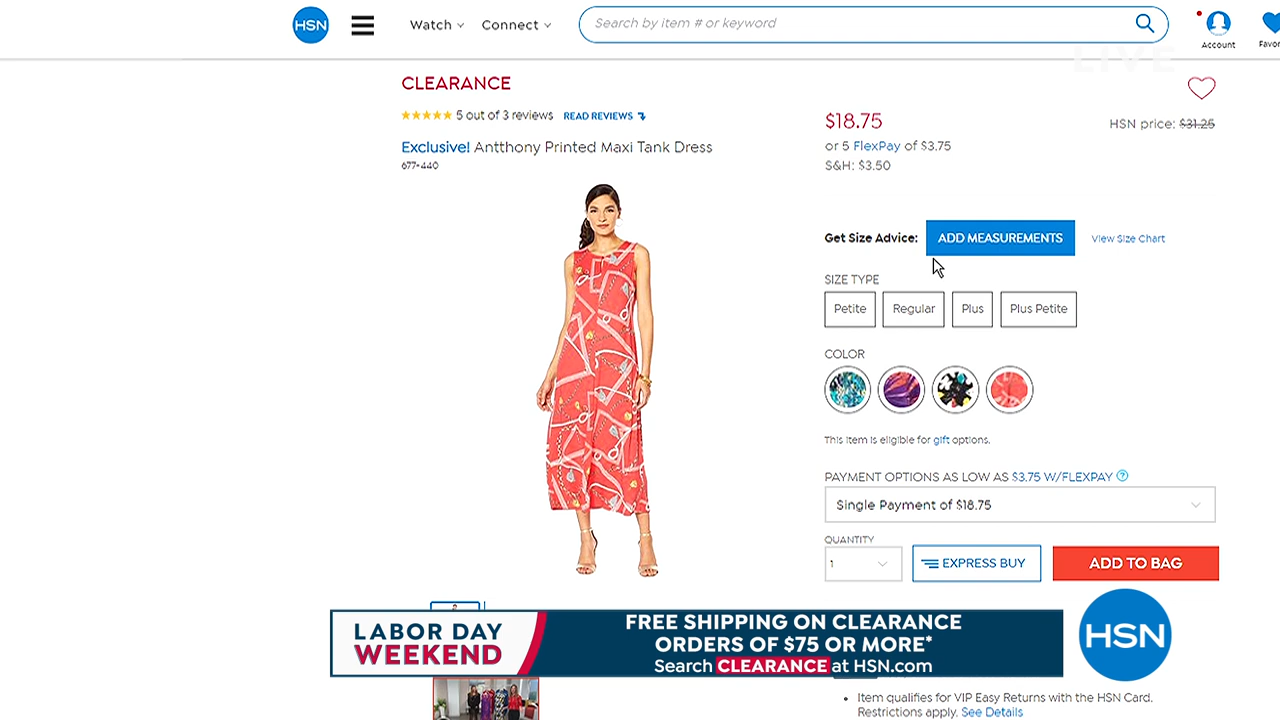 HSN
Watch
Connect
Search by item # or keyword
Account
LIVE
CLEARANCE
5 out of 3 reviews READ REVIEWS
Exclusive! Antthony Printed Maxi Tank Dress
677-440
$18.75
HSN price: $31.25
or 5 FlexPay of $3.75
S&H: $3.50
Get Size Advice: ADD MEASUREMENTS View Size Chart
SIZE TYPE
Petite Regular Plus Plus Petite
COLOR
This item is eligible for gift options.
PAYMENT OPTIONS AS LOW AS $3.75 W/FLEXPAY ?
Single Payment of $18.75
QUANTITY
1 EXPRESS BUY ADD TO BAG
LABOR DAY
WEEKEND
FREE SHIPPING ON CLEARANCE
ORDERS OF $75 OR MORE*
Search CLEARANCE at HSN.com
HSN
Item qualifies for VIP Easy Returns with the HSN Card.
Restrictions apply. See Details